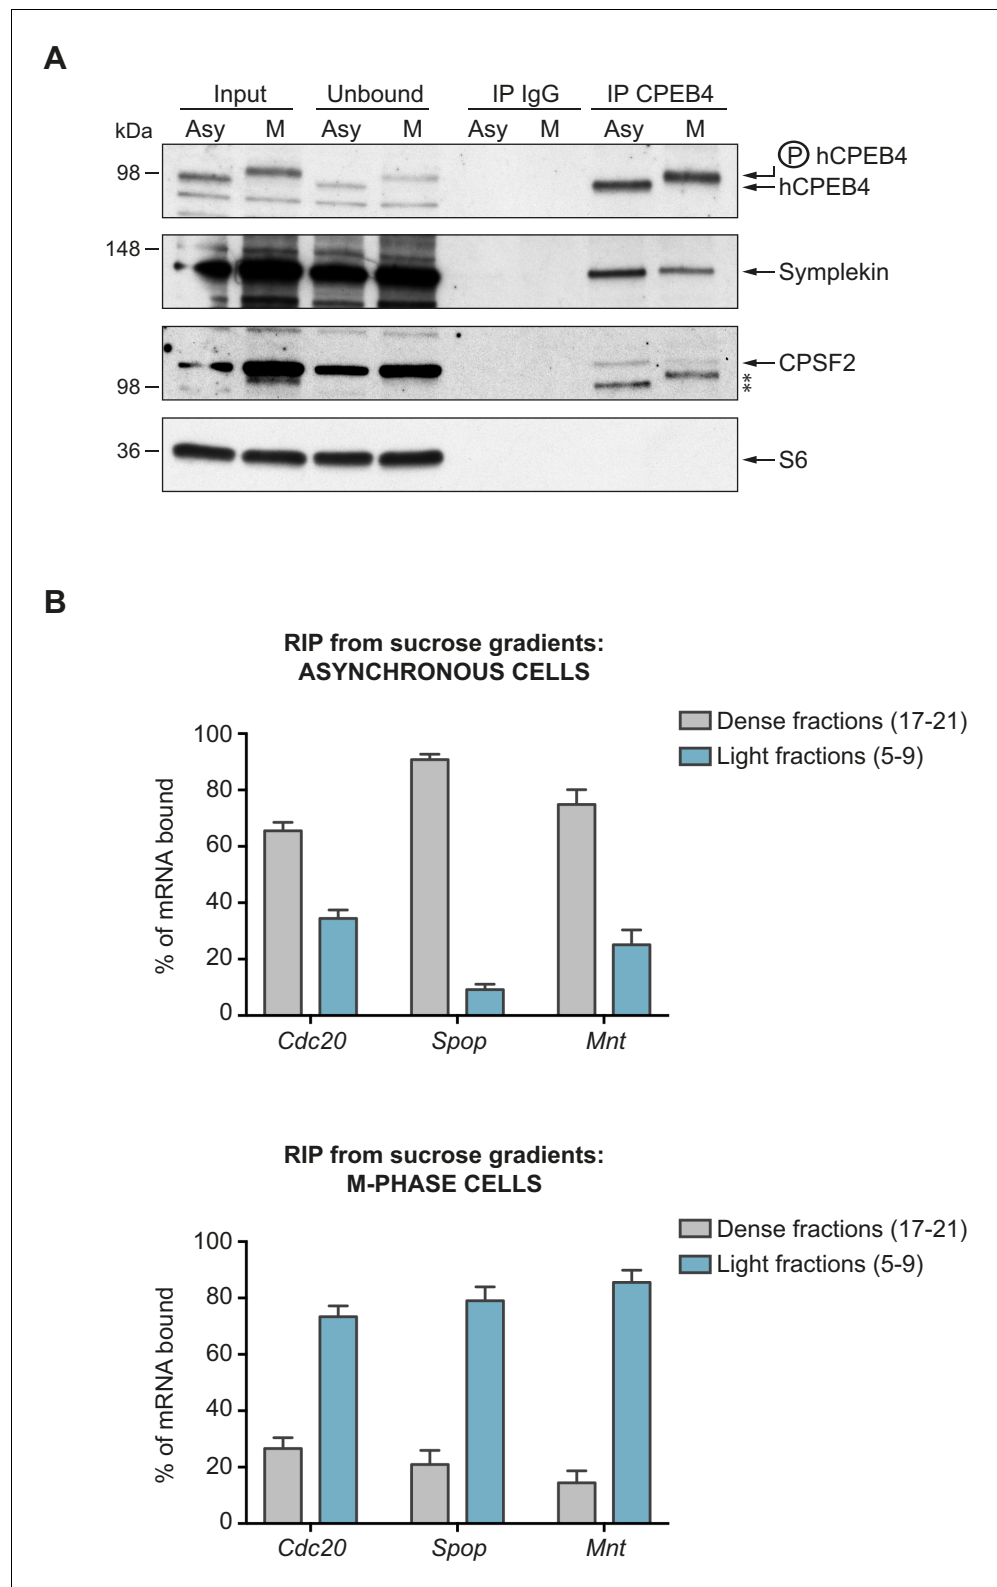 A
Input Unbound IP IgG IP CPEB4
kDa Asy M Asy M Asy M Asy M
Ⓟ hCPEB4
98 hCPEB4
148
Symplekin
CPSF2
98 **
36
S6
B
RIP from sucrose gradients:
ASYNCHRONOUS CELLS
Dense fractions (17-21)
Light fractions (5-9)
% of mRNA bound
100
80
60
40
20
0
Cdc20 Spop Mnt
RIP from sucrose gradients:
M-PHASE CELLS
Dense fractions (17-21)
Light fractions (5-9)
% of mRNA bound
100
80
60
40
20
0
Cdc20 Spop Mnt